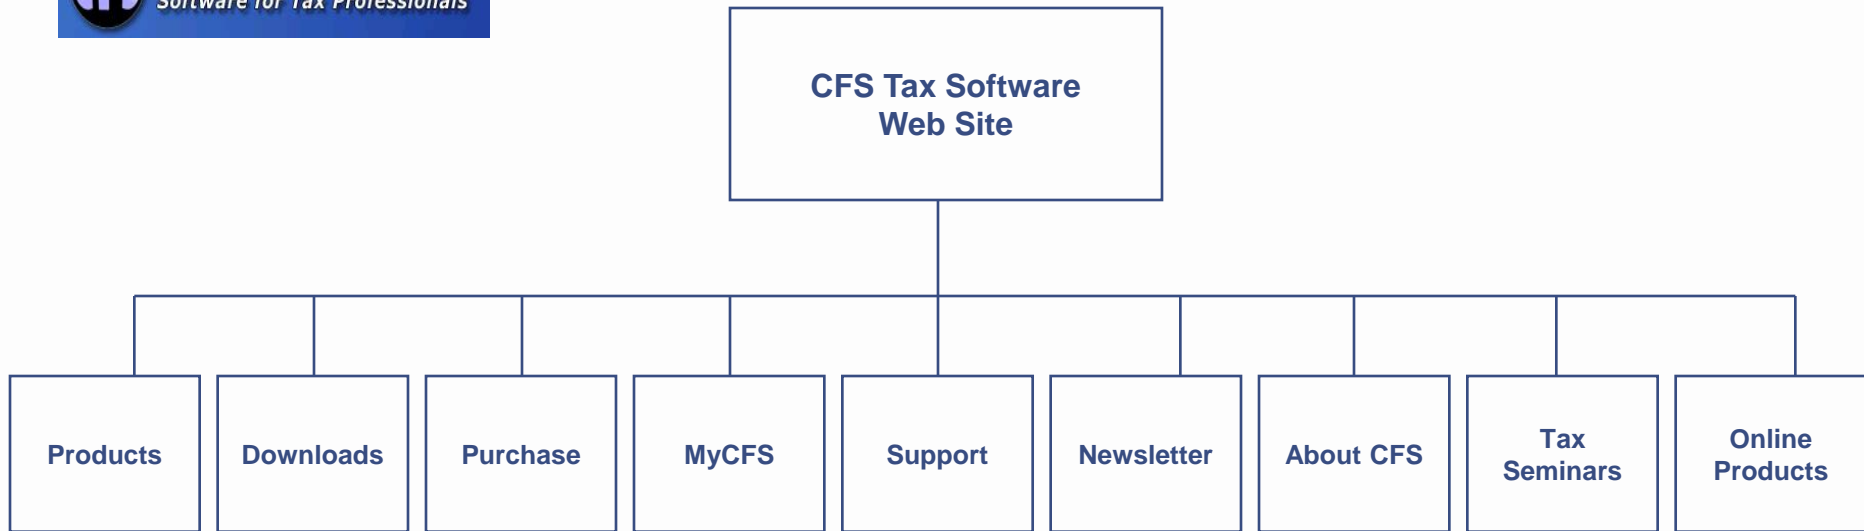 Software for Tax Professionals
CFS Tax Software
Web Site
Products
Downloads
Purchase
MyCFS
Support
Newsletter
About CFS
Tax
Seminars
Online
Products